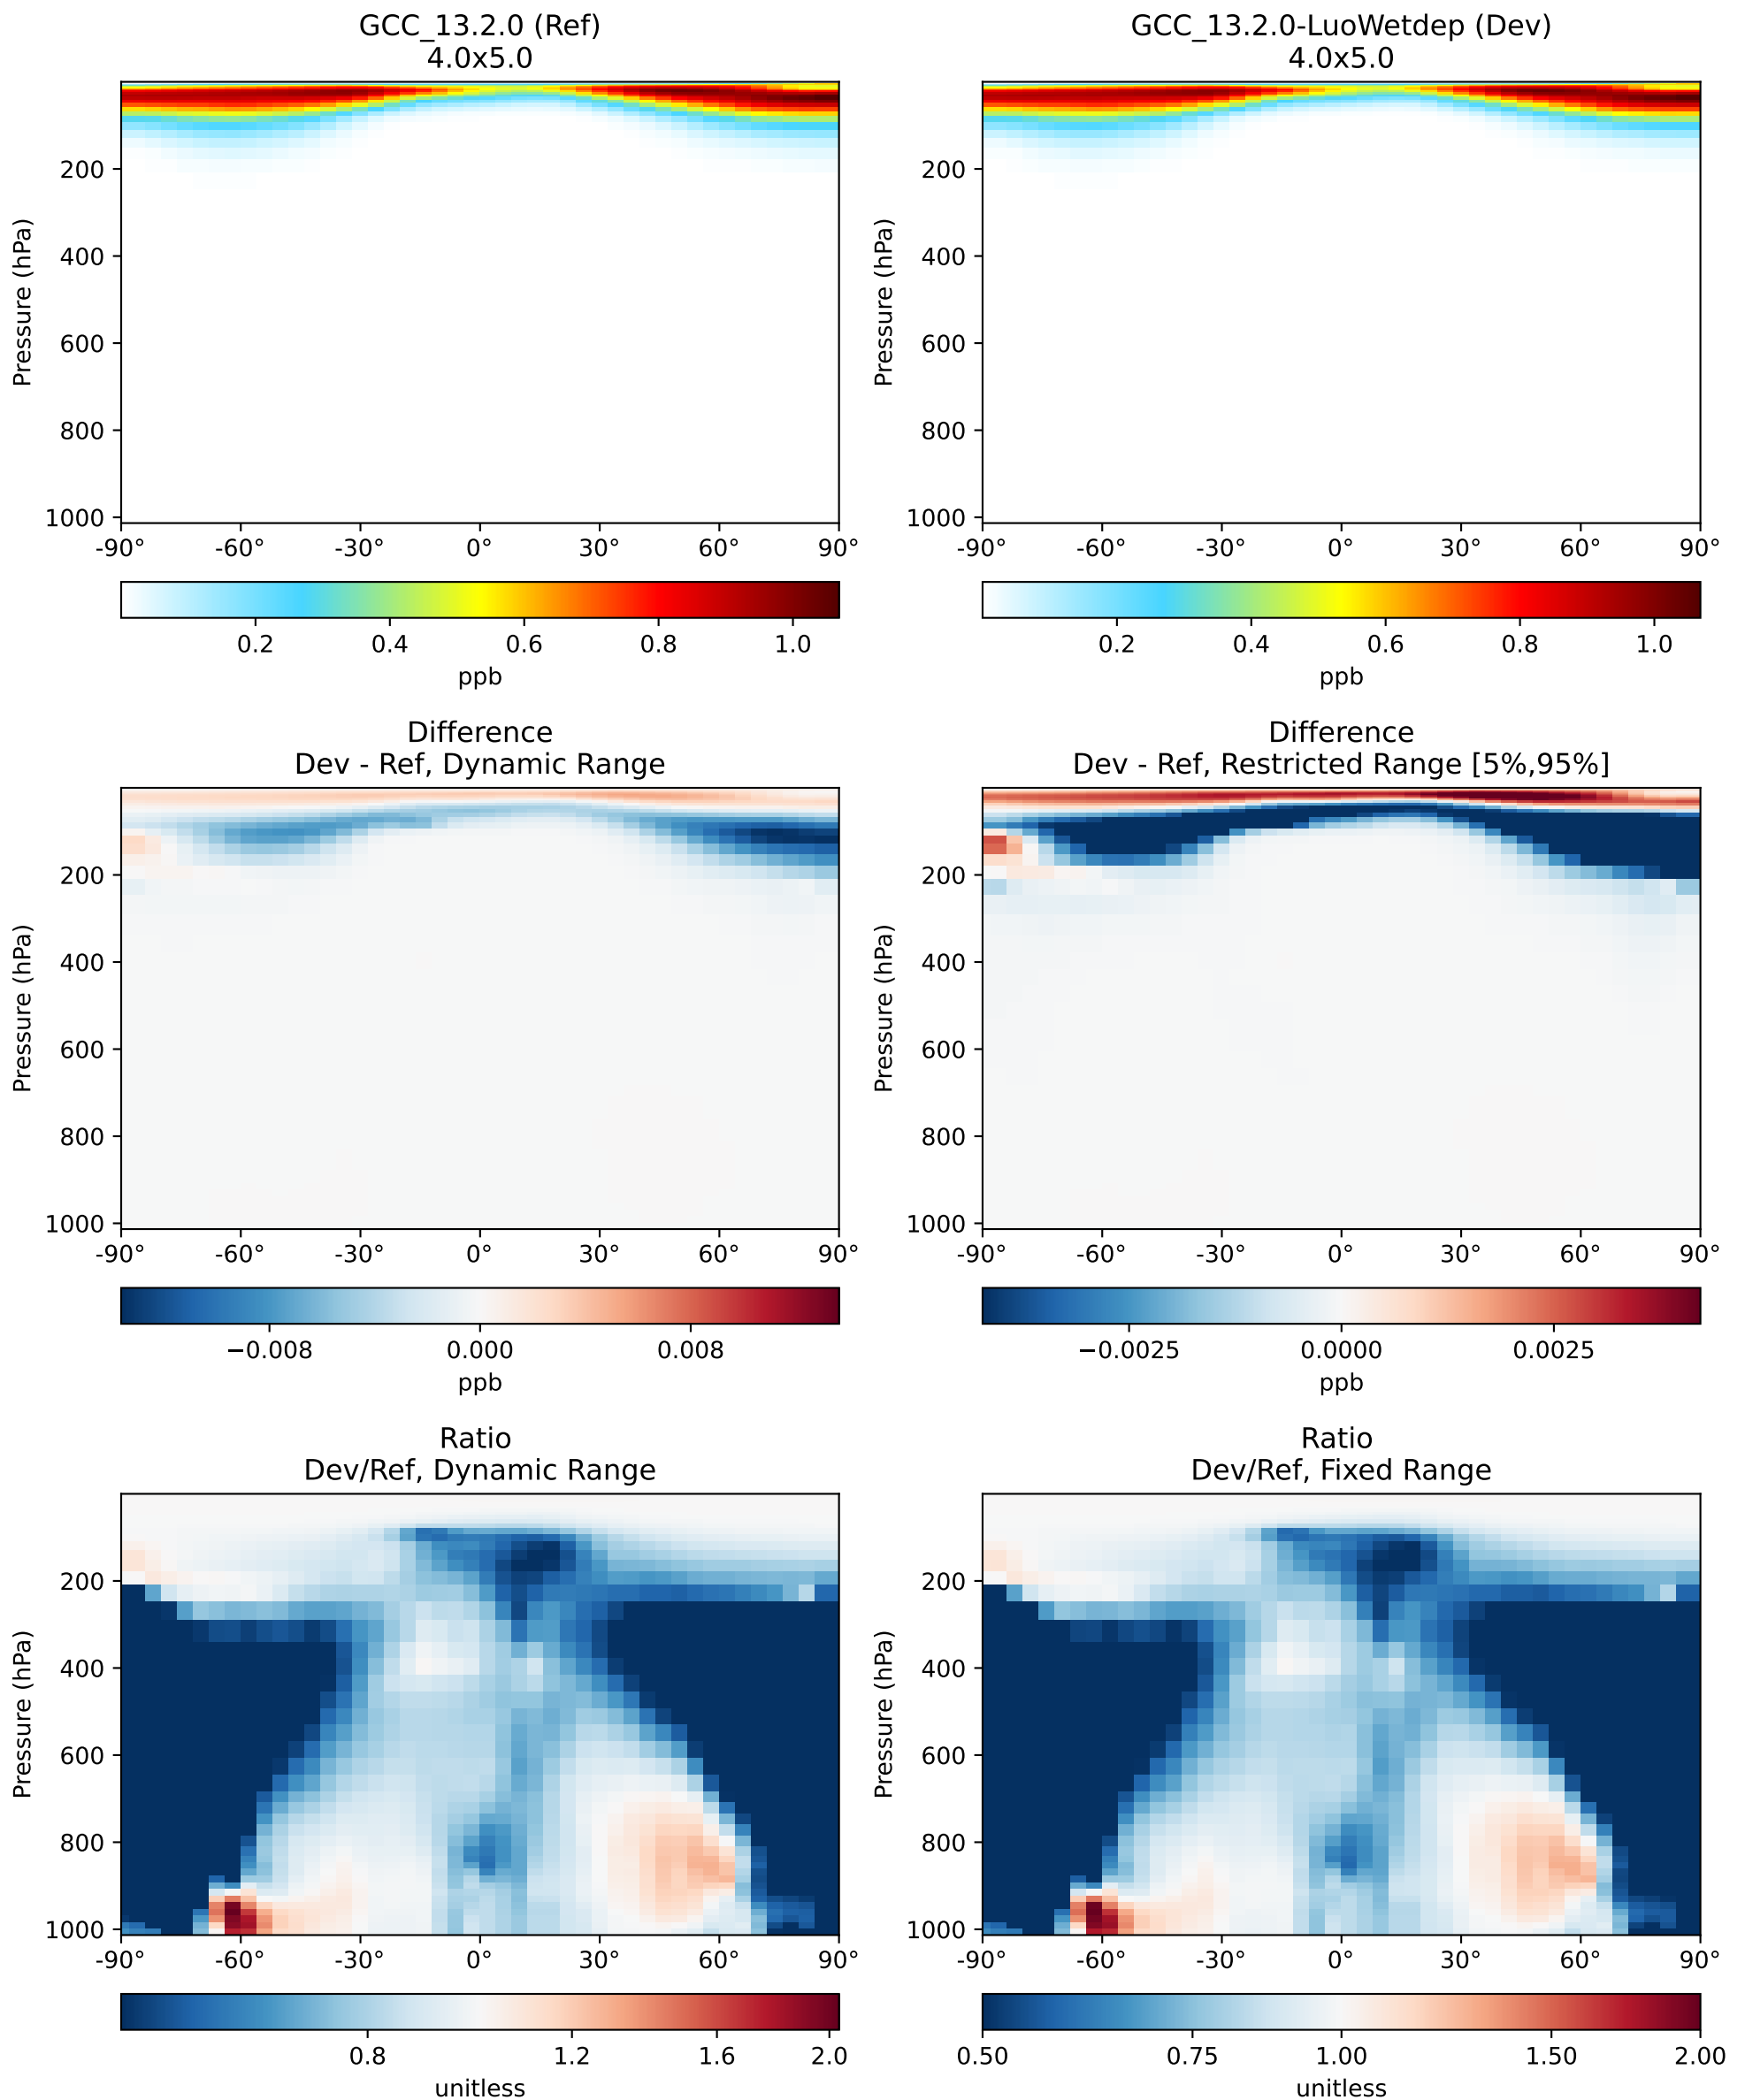 GCC_13.2.0 (Ref)
4.0x5.0
Pressure (hPa)
200
400
600
800
1000
-90° -60° -30° 0° 30° 60° 90°
0.2 0.4 0.6 0.8 1.0
ppb
GCC_13.2.0-LuoWetdep (Dev)
4.0x5.0
Pressure (hPa)
200
400
600
800
1000
-90° -60° -30° 0° 30° 60° 90°
0.2 0.4 0.6 0.8 1.0
ppb
Difference
Dev - Ref, Dynamic Range
Pressure (hPa)
200
400
600
800
1000
-90° -60° -30° 0° 30° 60° 90°
−0.008 0.000 0.008
ppb
Difference
Dev - Ref, Restricted Range [5%,95%]
Pressure (hPa)
200
400
600
800
1000
-90° -60° -30° 0° 30° 60° 90°
−0.0025 0.0000 0.0025
ppb
Ratio
Dev/Ref, Dynamic Range
Pressure (hPa)
200
400
600
800
1000
-90° -60° -30° 0° 30° 60° 90°
0.8 1.2 1.6 2.0
unitless
Ratio
Dev/Ref, Fixed Range
Pressure (hPa)
200
400
600
800
1000
-90° -60° -30° 0° 30° 60° 90°
0.50 0.75 1.00 1.50 2.00
unitless